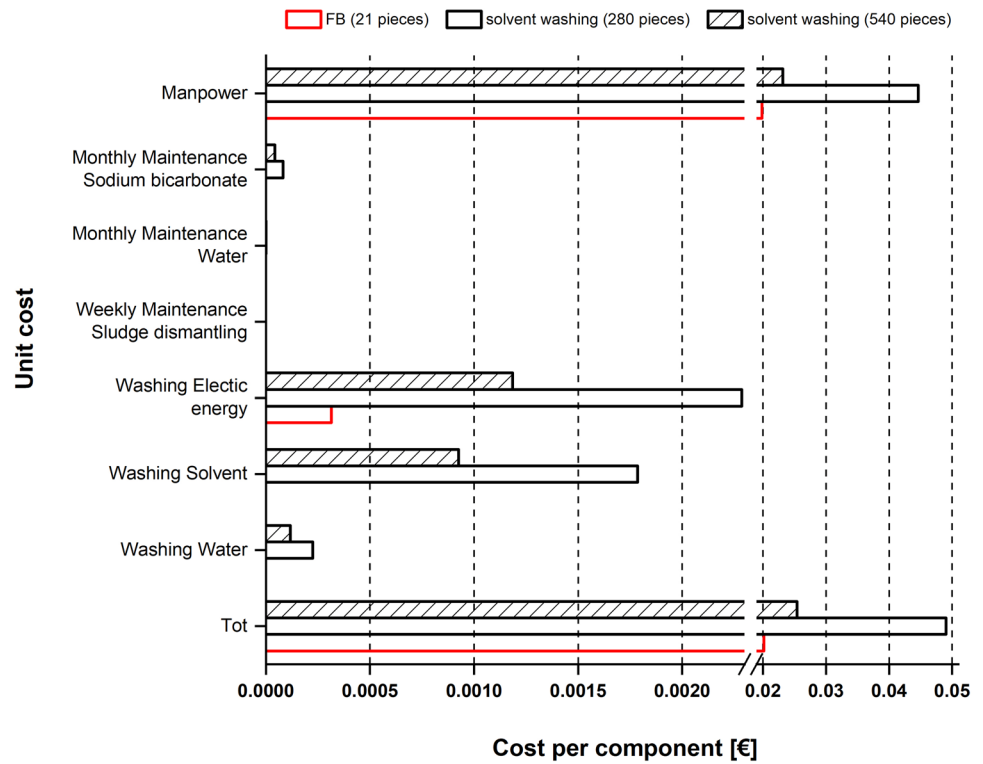 FB (21 pieces) solvent washing (280 pieces) solvent washing (540 pieces)
Manpower
Monthly Maintenance
Sodium bicarbonate
Monthly Maintenance
Water
Weekly Maintenance
Sludge dismantling
Washing Electic
energy
Washing Solvent
Washing Water
Tot
Unit cost
0.0000 0.0005 0.0010 0.0015 0.0020 0.02 0.03 0.04 0.05
Cost per component [€]